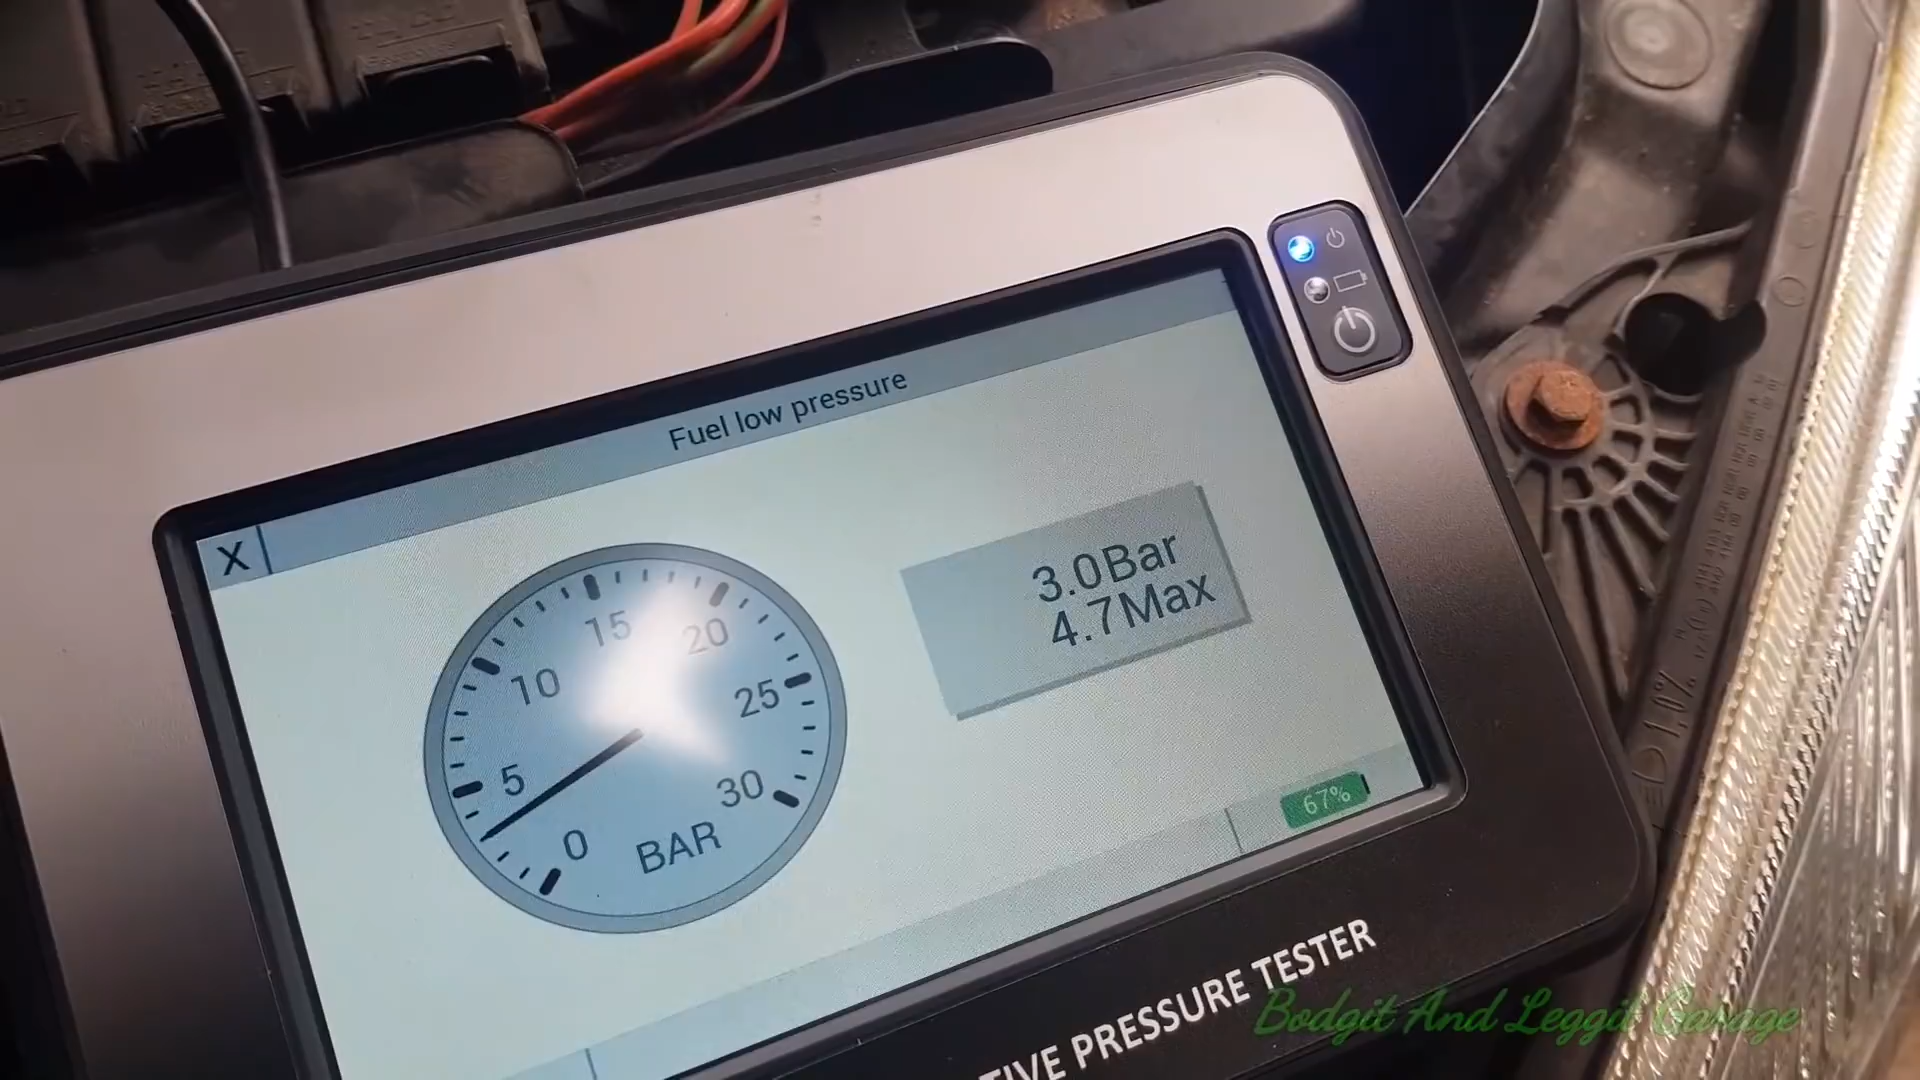 Fuel low pressure
X
15
20
10
25
5
30
0
BAR
3.0Bar
4.7Max
67%
TIVE PRESSURE TESTER
Bodgit And Leggit Garage